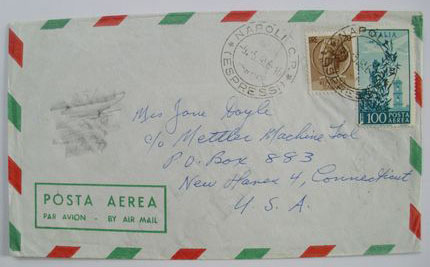 NAPOLI C.P.
(ESPRESSI)
ITALIA
L.100 POSTA AEREA
Miss Jane Doyle
c/o Mettler Machine Tool
P.O. Box 883
New Haven 4, Connecticut
U.S.A.
POSTA AEREA
PAR AVION - BY AIR MAIL